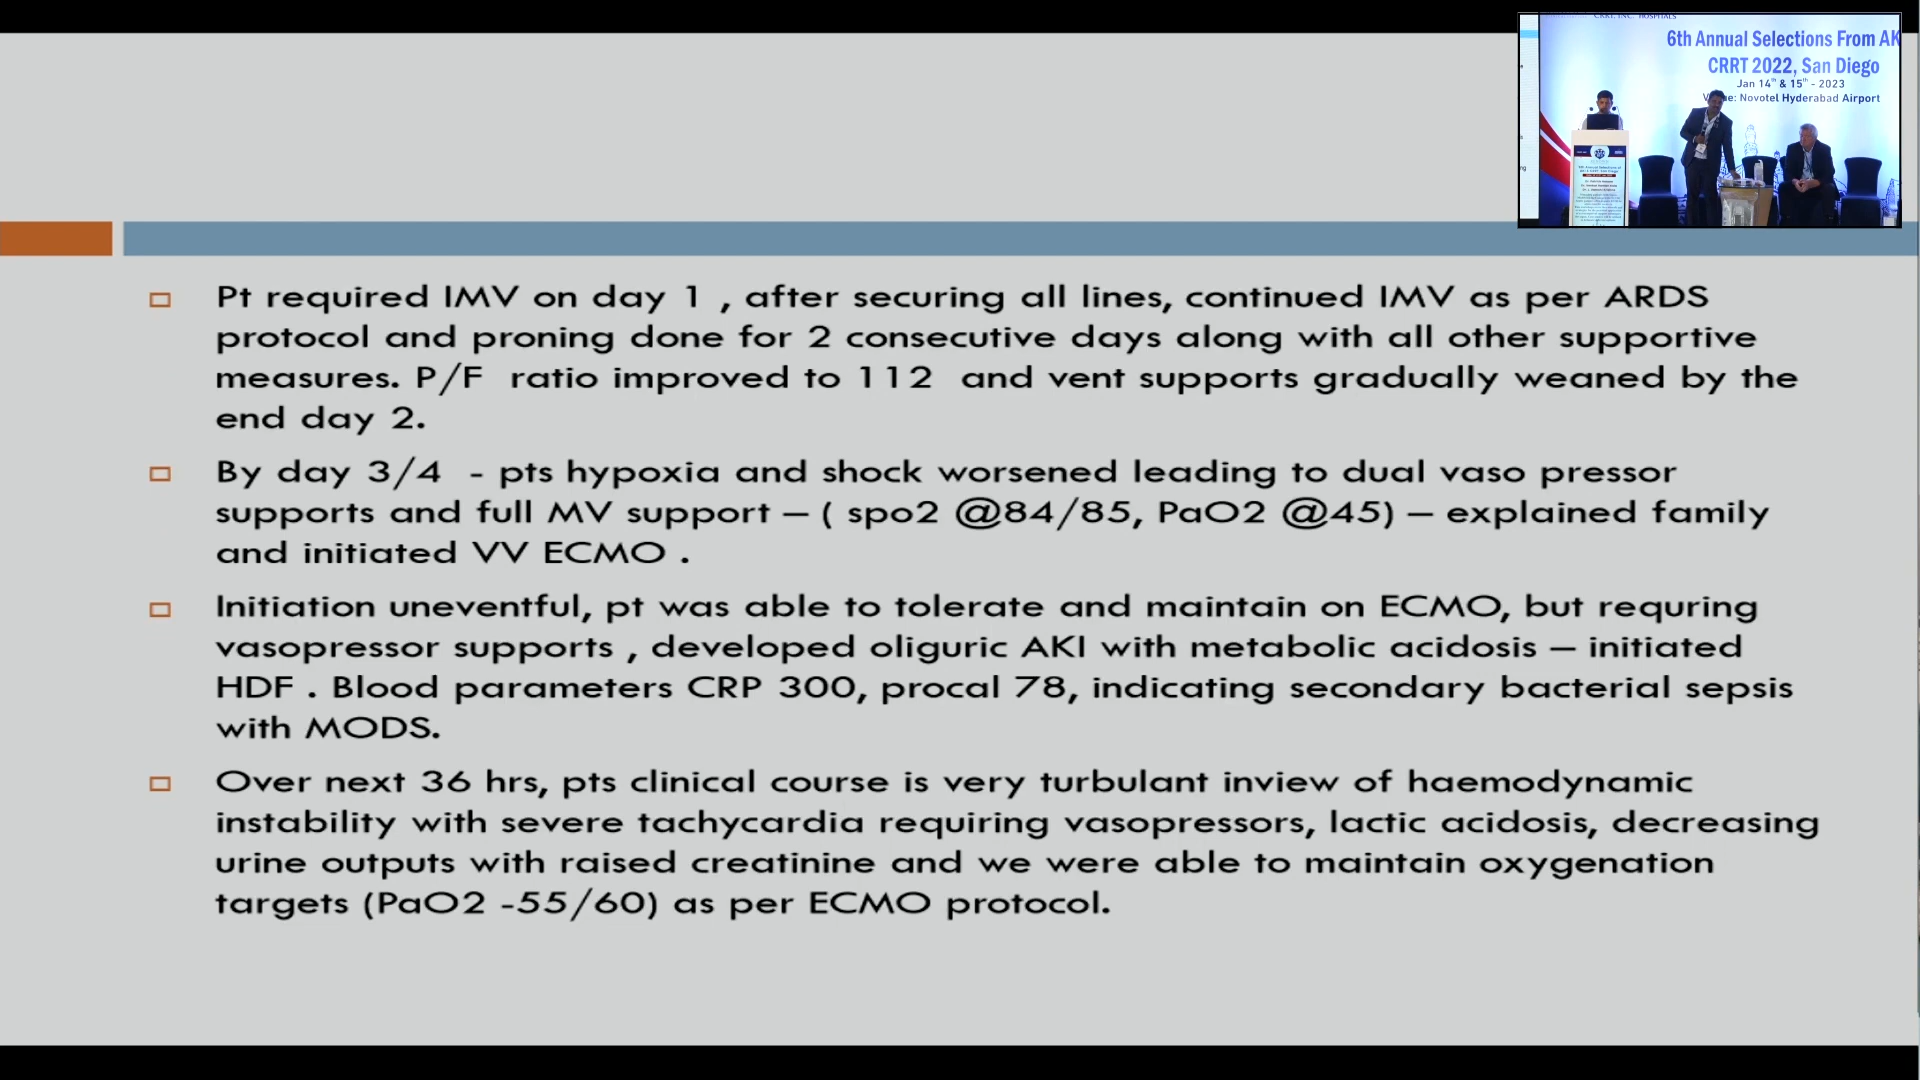 6th Annual Selections From AK
CRRT 2022, San Diego
Jan 14th & 15th - 2023
Venue: Novotel Hyderabad Airport
Pt required IMV on day 1 , after securing all lines, continued IMV as per ARDS
protocol and proning done for 2 consecutive days along with all other supportive
measures. P/F ratio improved to 112 and vent supports gradually weaned by the
end day 2.
By day 3/4 - pts hypoxia and shock worsened leading to dual vaso pressor
supports and full MV support – ( spo2 @84/85, PaO2 @45) – explained family
and initiated VV ECMO .
Initiation uneventful, pt was able to tolerate and maintain on ECMO, but requring
vasopressor supports , developed oliguric AKI with metabolic acidosis – initiated
HDF . Blood parameters CRP 300, procal 78, indicating secondary bacterial sepsis
with MODS.
Over next 36 hrs, pts clinical course is very turbulant inview of haemodynamic
instability with severe tachycardia requiring vasopressors, lactic acidosis, decreasing
urine outputs with raised creatinine and we were able to maintain oxygenation
targets (PaO2 -55/60) as per ECMO protocol.